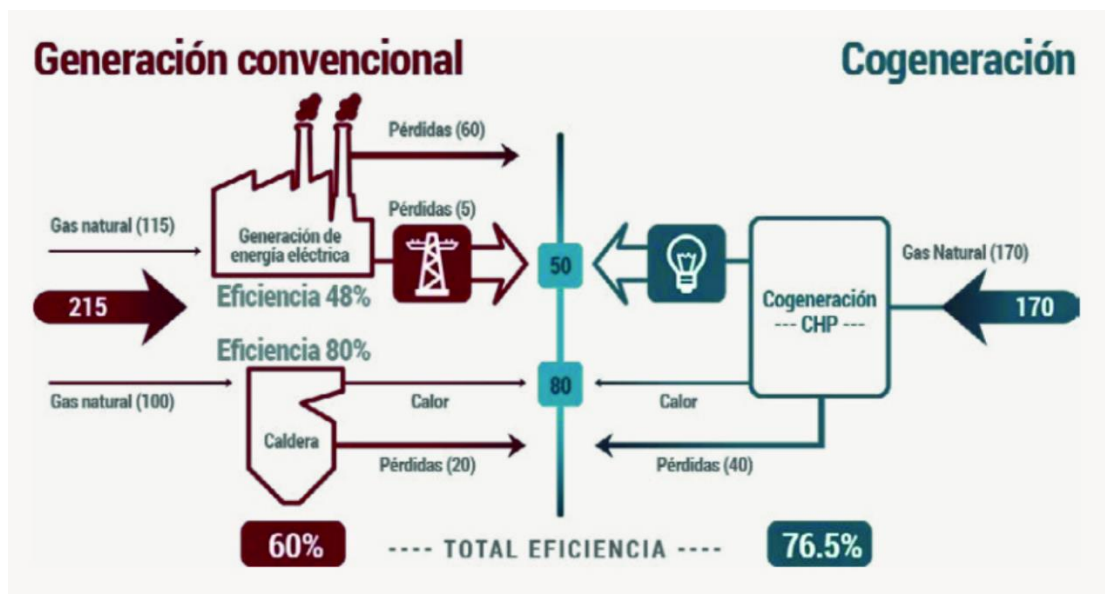 Generación convencional
Cogeneración
Pérdidas (60)
Gas natural (115)
Generación de
energía eléctrica
Pérdidas (5)
50
Gas Natural (170)
Eficiencia 48%
215
Cogeneración
--- CHP ---
170
Eficiencia 80%
80
Gas natural (100)
Calor
Calor
Caldera
Pérdidas (20)
Pérdidas (40)
60%
---- TOTAL EFICIENCIA ----
76.5%